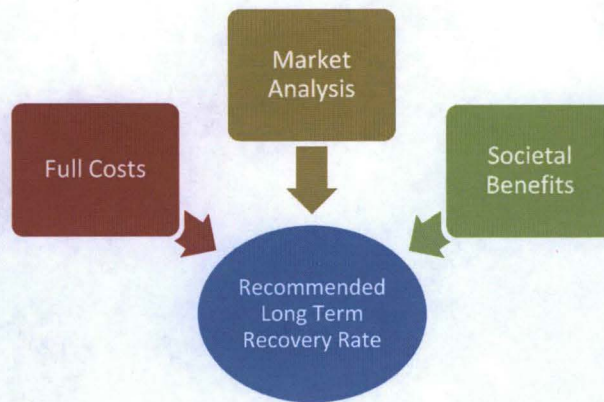 Market
Analysis
Full Costs
Societal
Benefits
Recommended
Long Term
Recovery Rate